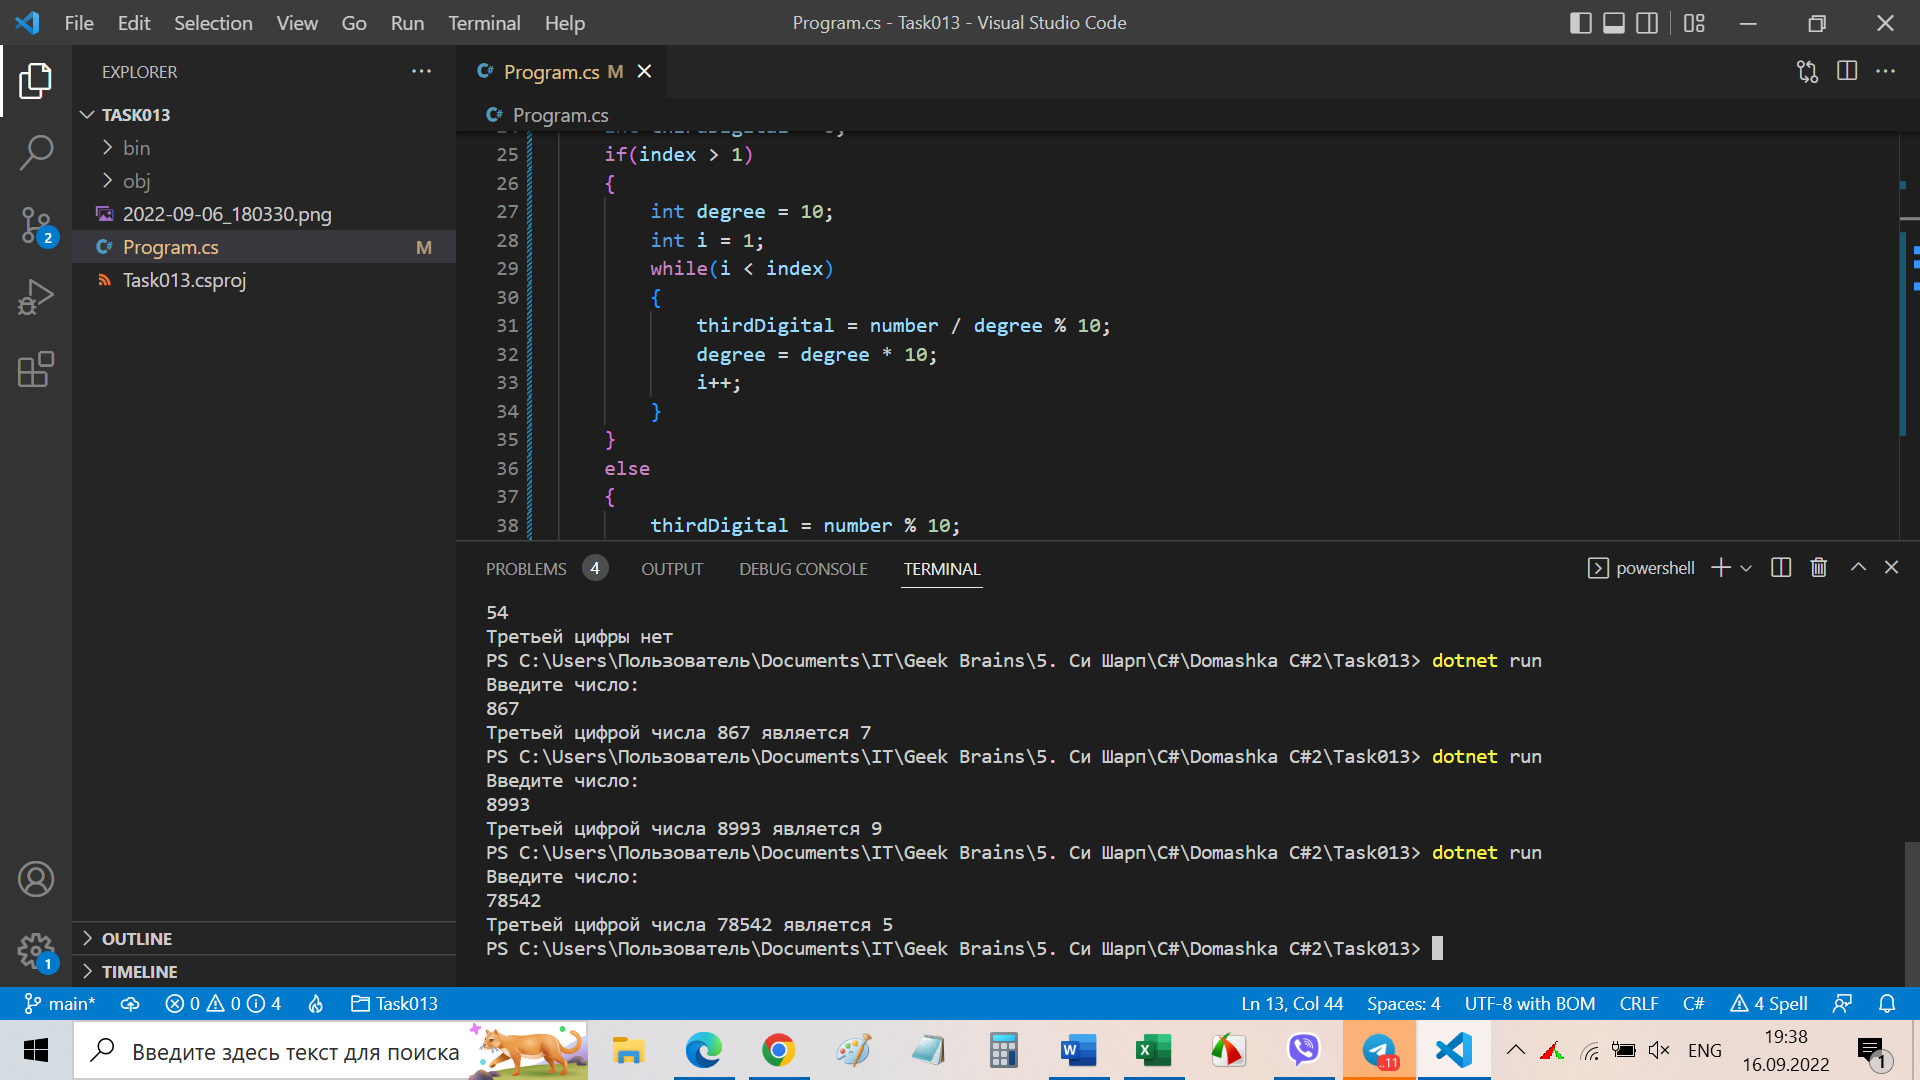 File Edit Selection View Go Run Terminal Help
Program.cs - Task013 - Visual Studio Code
EXPLORER
Program.cs M
TASK013
bin
obj
2022-09-06_180330.png
Program.cs M
Task013.csproj
Program.cs
25 if(index > 1)
26 {
27 int degree = 10;
28 int i = 1;
29 while(i < index)
30 {
31 thirdDigital = number / degree % 10;
32 degree = degree * 10;
33 i++;
34 }
35 }
36 else
37 {
38 thirdDigital = number % 10;
2
PROBLEMS 4 OUTPUT DEBUG CONSOLE TERMINAL
powershell
54
Третьей цифры нет
PS C:\Users\Пользователь\Documents\IT\Geek Brains\5. Си Шарп\C#\Domashka C#2\Task013> dotnet run
Введите число:
867
Третьей цифрой числа 867 является 7
PS C:\Users\Пользователь\Documents\IT\Geek Brains\5. Си Шарп\C#\Domashka C#2\Task013> dotnet run
Введите число:
8993
Третьей цифрой числа 8993 является 9
PS C:\Users\Пользователь\Documents\IT\Geek Brains\5. Си Шарп\C#\Domashka C#2\Task013> dotnet run
Введите число:
78542
Третьей цифрой числа 78542 является 5
PS C:\Users\Пользователь\Documents\IT\Geek Brains\5. Си Шарп\C#\Domashka C#2\Task013>
OUTLINE
TIMELINE
1
main* 0 0 4 Task013
Ln 13, Col 44 Spaces: 4 UTF-8 with BOM CRLF C# 4 Spell
Введите здесь текст для поиска
..11
ENG
19:38
16.09.2022
1